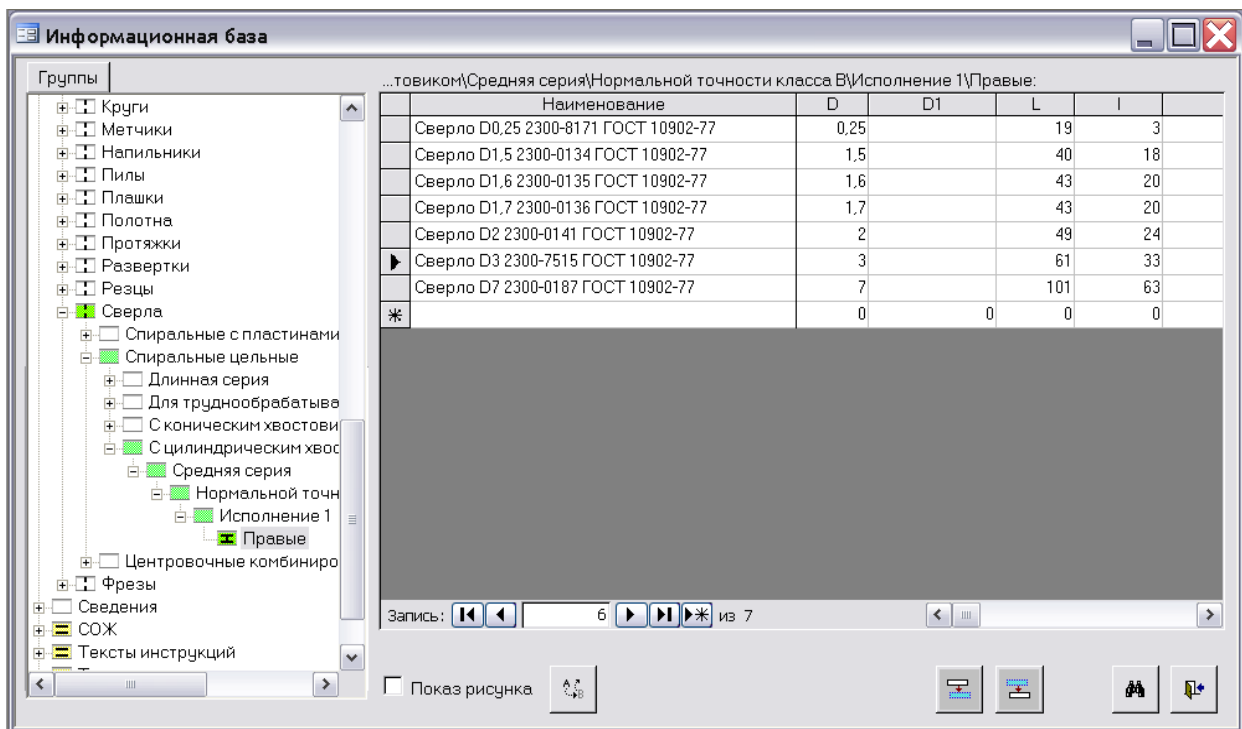 Информационная база
Группы
Круги
Метчики
Напильники
Пилы
Плашки
Полотна
Протяжки
Развертки
Резцы
Сверла
Спиральные с пластинами
Спиральные цельные
Длинная серия
Для труднообрабатыва
С коническим хвостови
С цилиндрическим хвос
Средняя серия
Нормальной точн
Исполнение 1
Правые
Центровочные комбиниро
Фрезы
Сведения
СОЖ
Тексты инструкций
...товиком\Средняя серия\Нормальной точности класса В\Исполнение 1\Правые:
Наименование D D1 L l
Сверло D0,25 2300-8171 ГОСТ 10902-77 0,25 19 3
Сверло D1,5 2300-0134 ГОСТ 10902-77 1,5 40 18
Сверло D1,6 2300-0135 ГОСТ 10902-77 1,6 43 20
Сверло D1,7 2300-0136 ГОСТ 10902-77 1,7 43 20
Сверло D2 2300-0141 ГОСТ 10902-77 2 49 24
Сверло D3 2300-7515 ГОСТ 10902-77 3 61 33
Сверло D7 2300-0187 ГОСТ 10902-77 7 101 63
0 0 0 0
Запись: 6 из 7
Показ рисунка A B